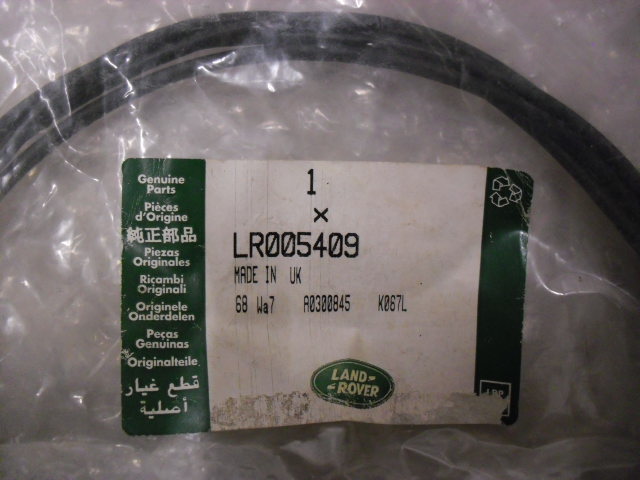 Genuine
Parts
Pièces
d'Origine
純正部品
Piezas
Originales
Ricambi
Originali
Originele
Onderdelen
Peças
Genuinas
Originalteile
قطع غيار
أصلية
1
×
LR005409
MADE IN UK
68 Wa7 A0300845 K067L
LAND-
-ROVER